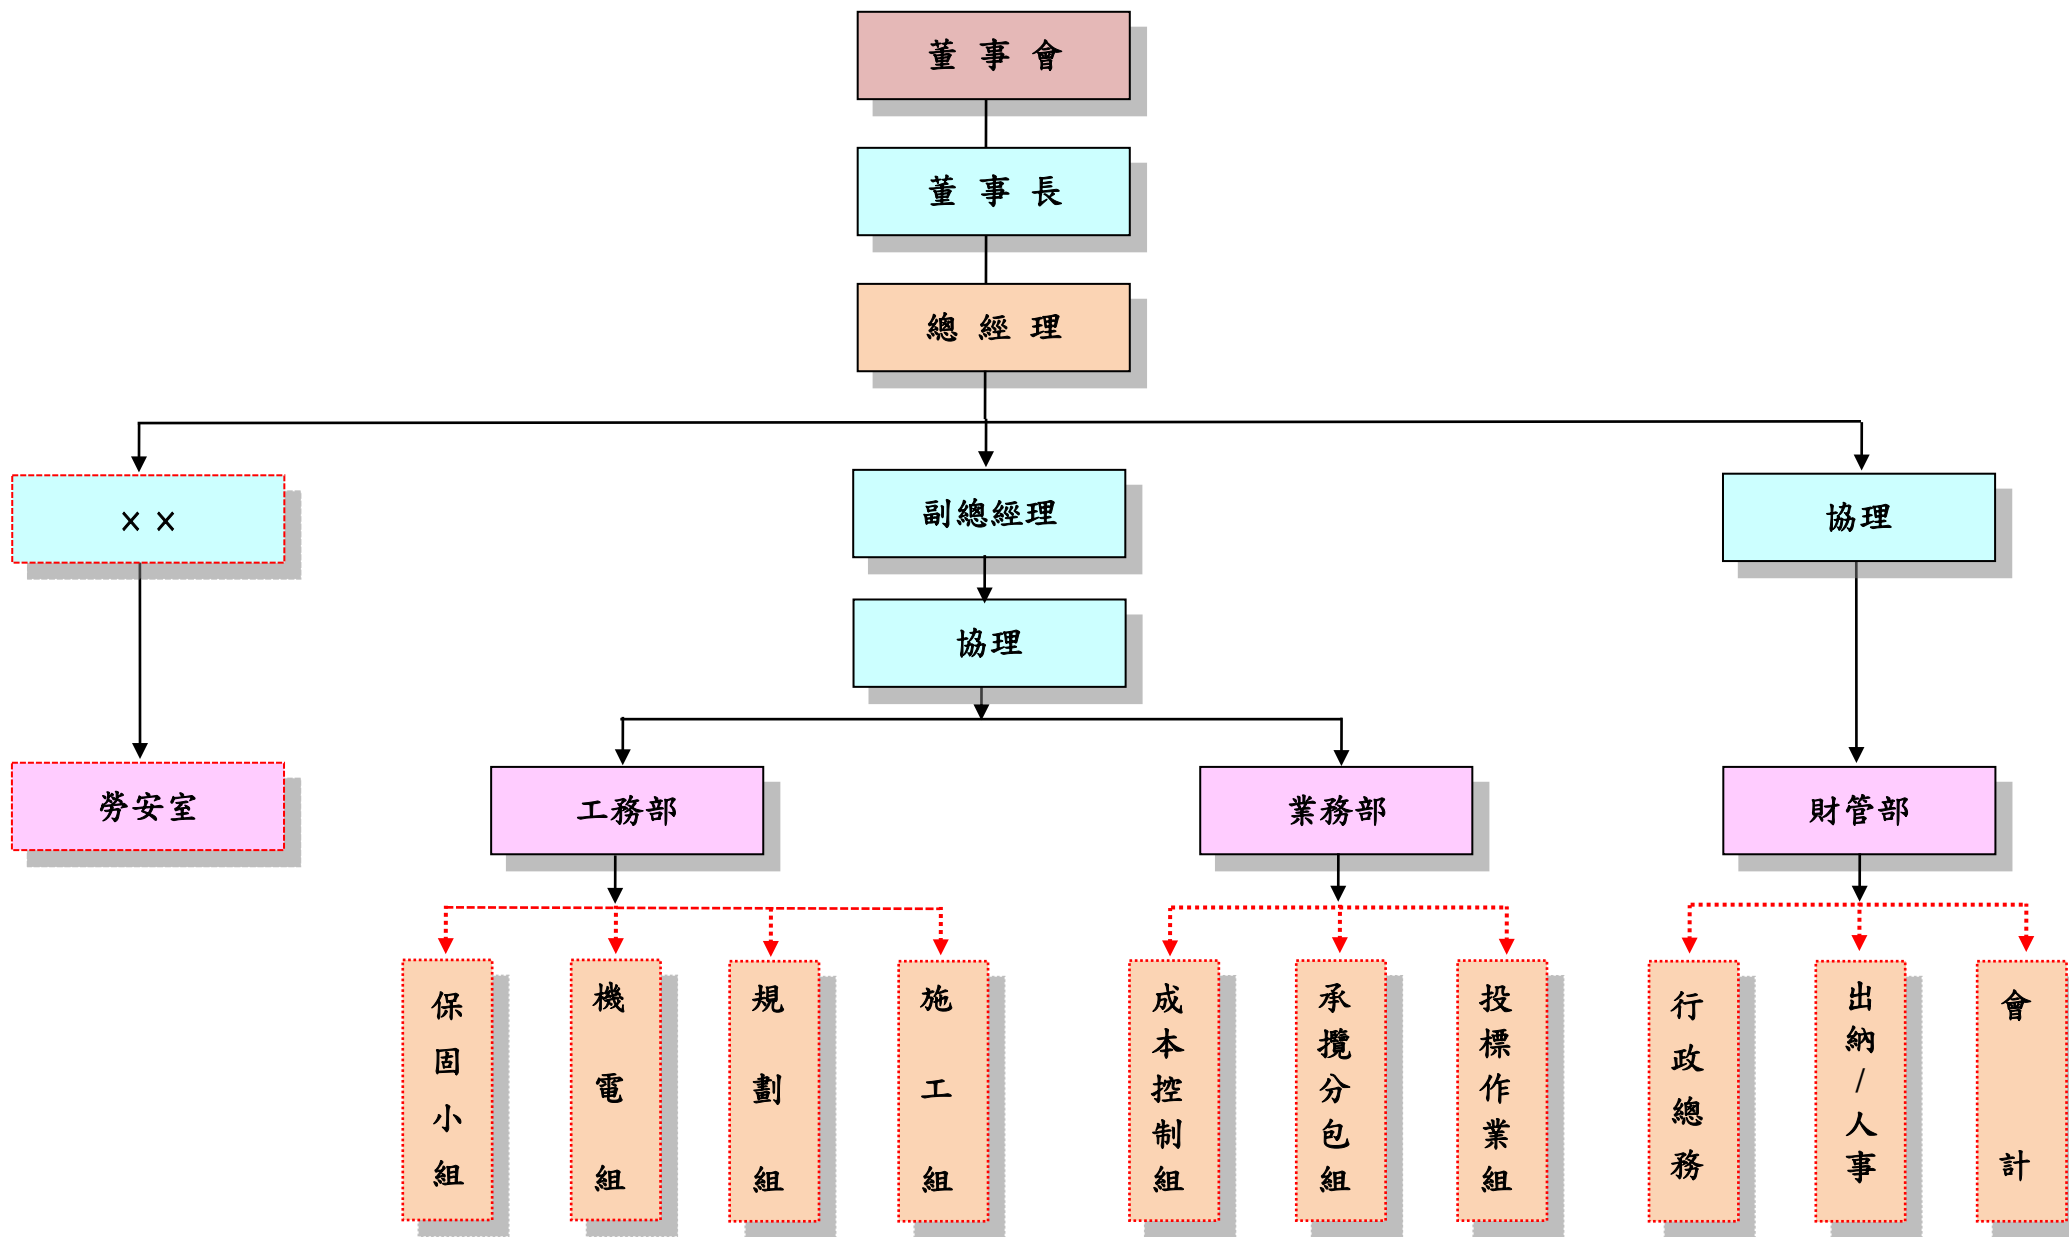 董 事 會
董 事 長
總 經 理
× ×
副總經理
協理
協理
勞安室
工務部
業務部
財管部
保固小組
機電組
規劃組
施工組
成本控制組
承攬分包組
投標作業組
行政總務
出納/人事
會計